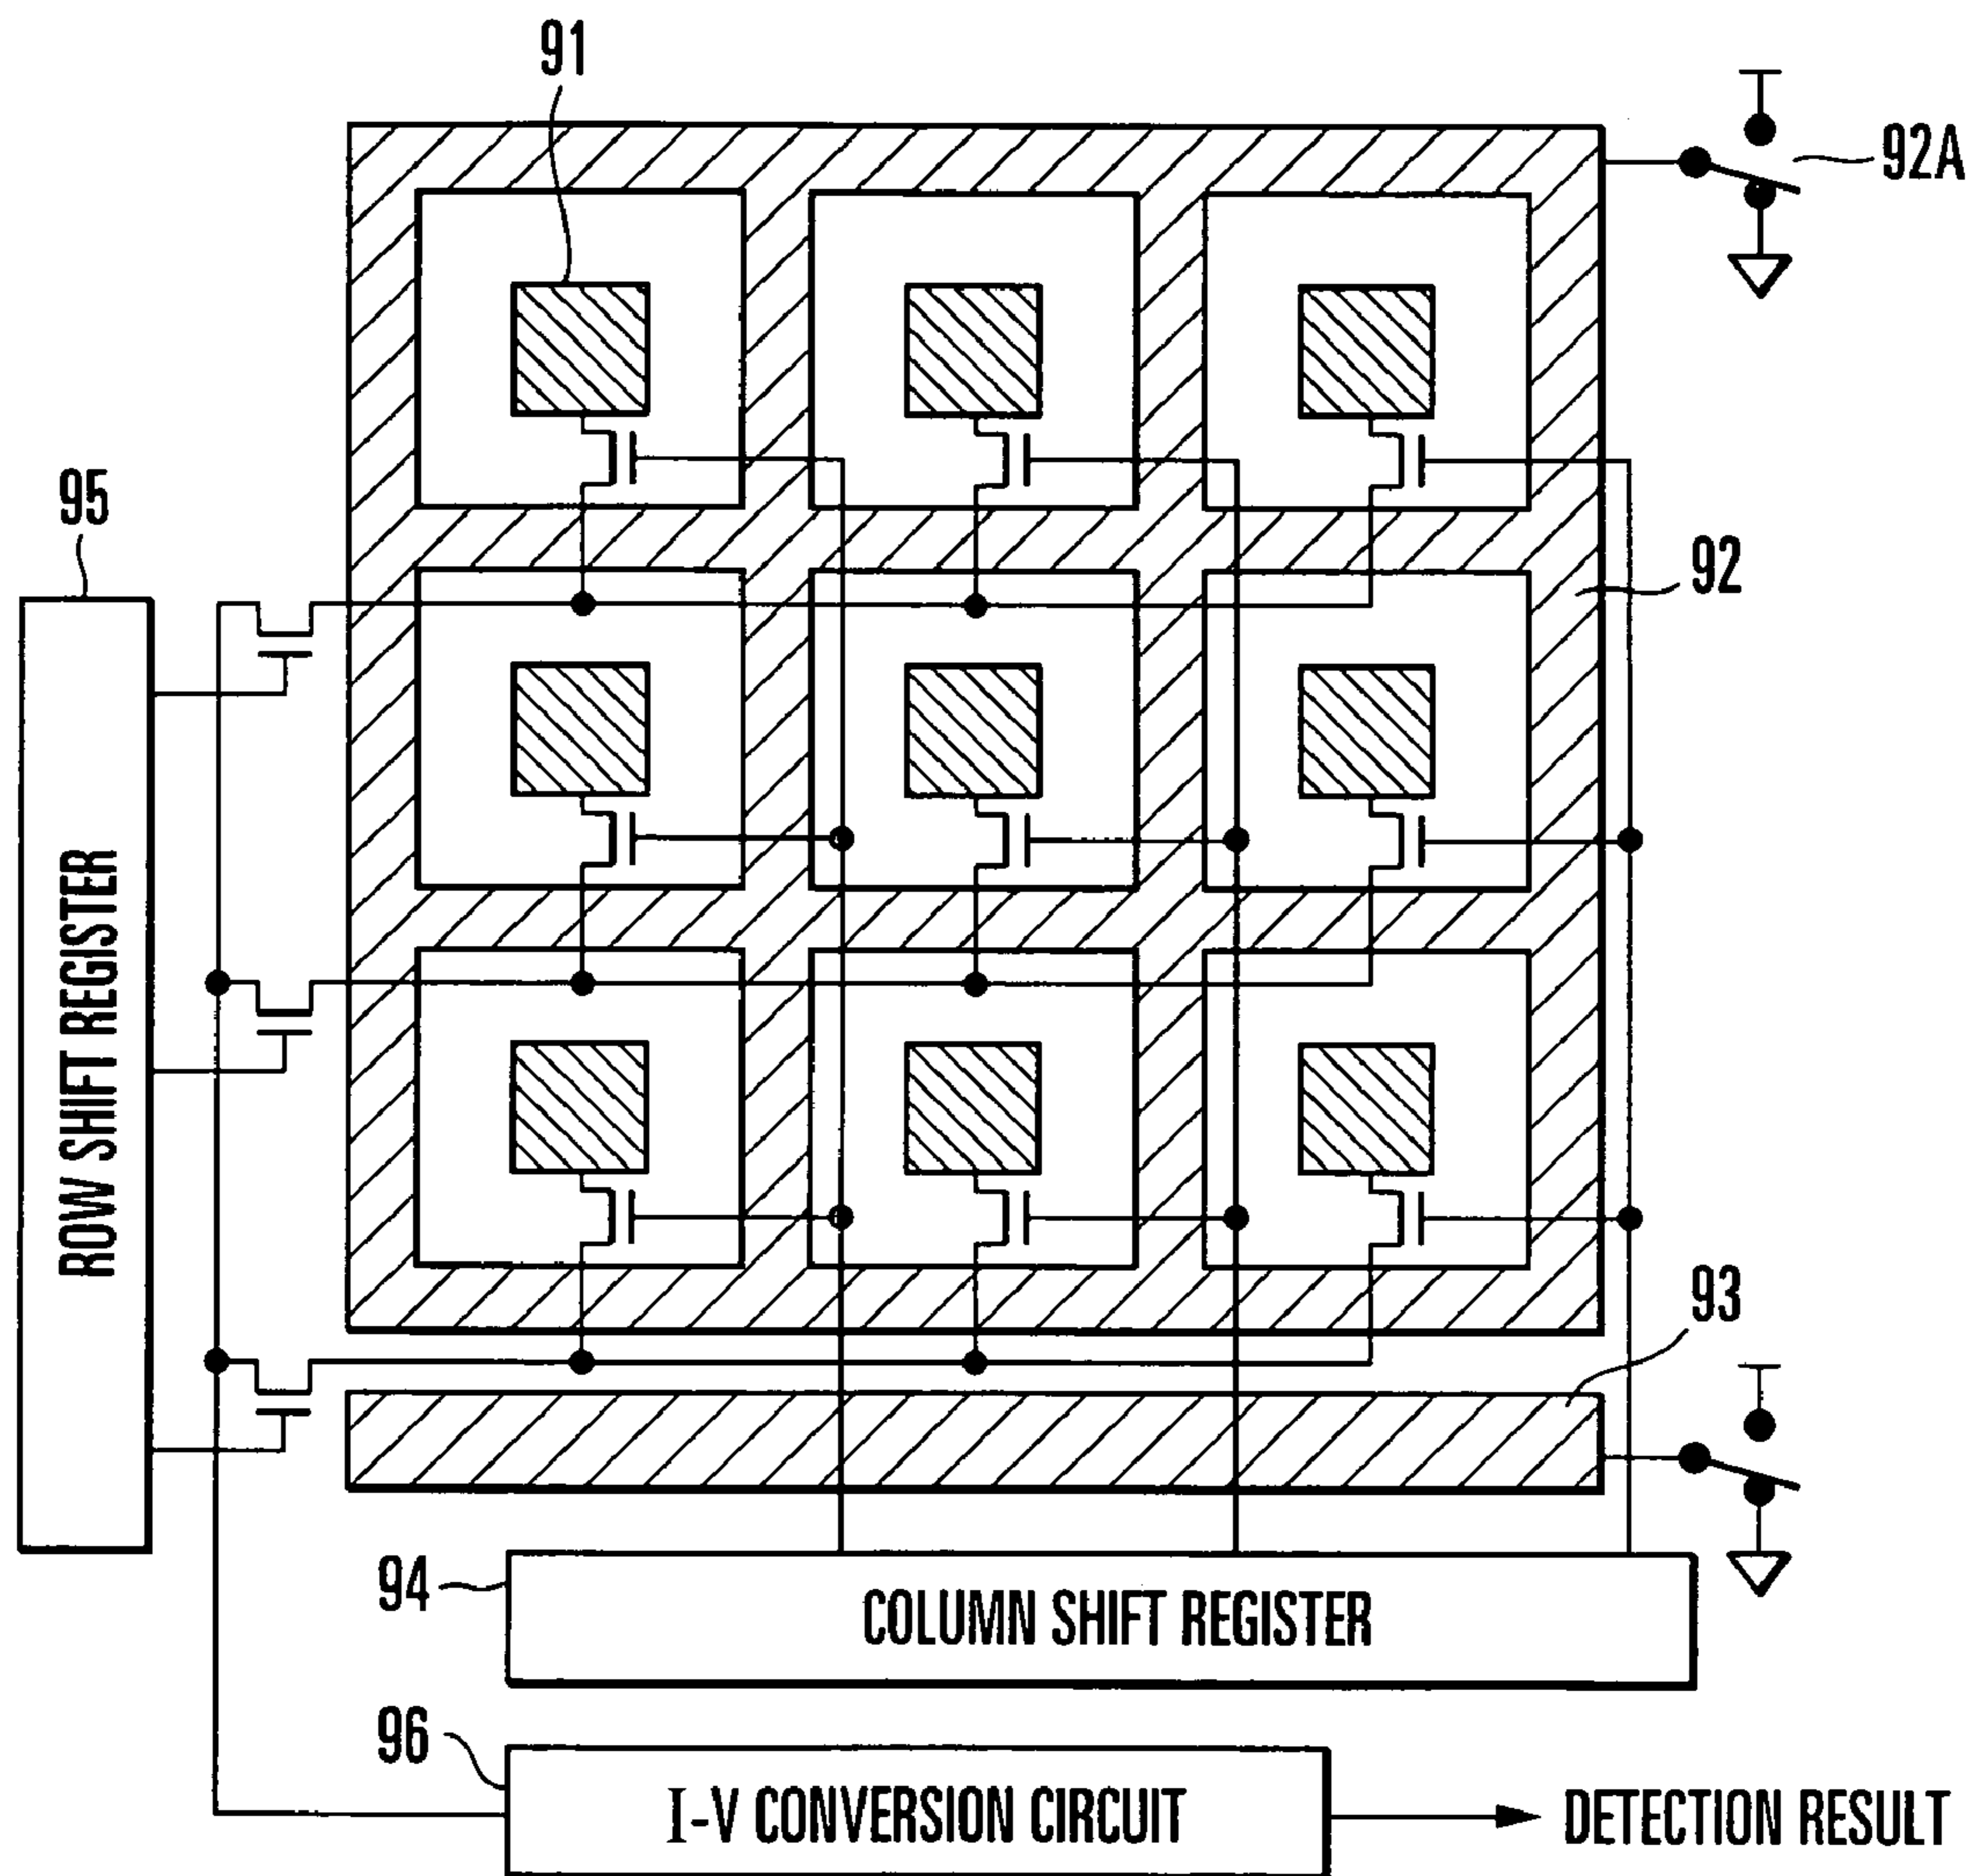 91
92A
95
92
ROW SHIFT REGISTER
93
94
COLUMN SHIFT REGISTER
96
I-V CONVERSION CIRCUIT
DETECTION RESULT